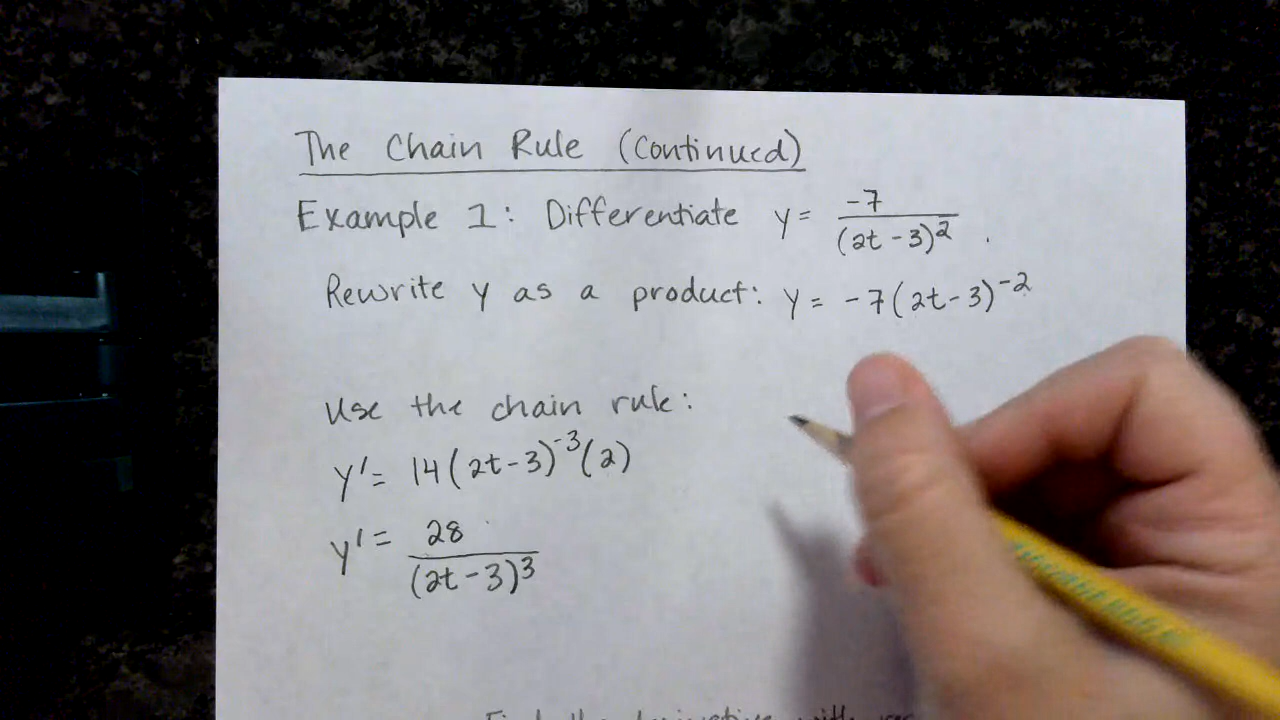 The Chain Rule (Continued)
Example 1: Differentiate y = -7/(2t-3)^2 .
Rewrite y as a product: y = -7(2t-3)^-2
Use the chain rule:
y' = 14(2t-3)^-3(2)
y' = 28/(2t-3)^3